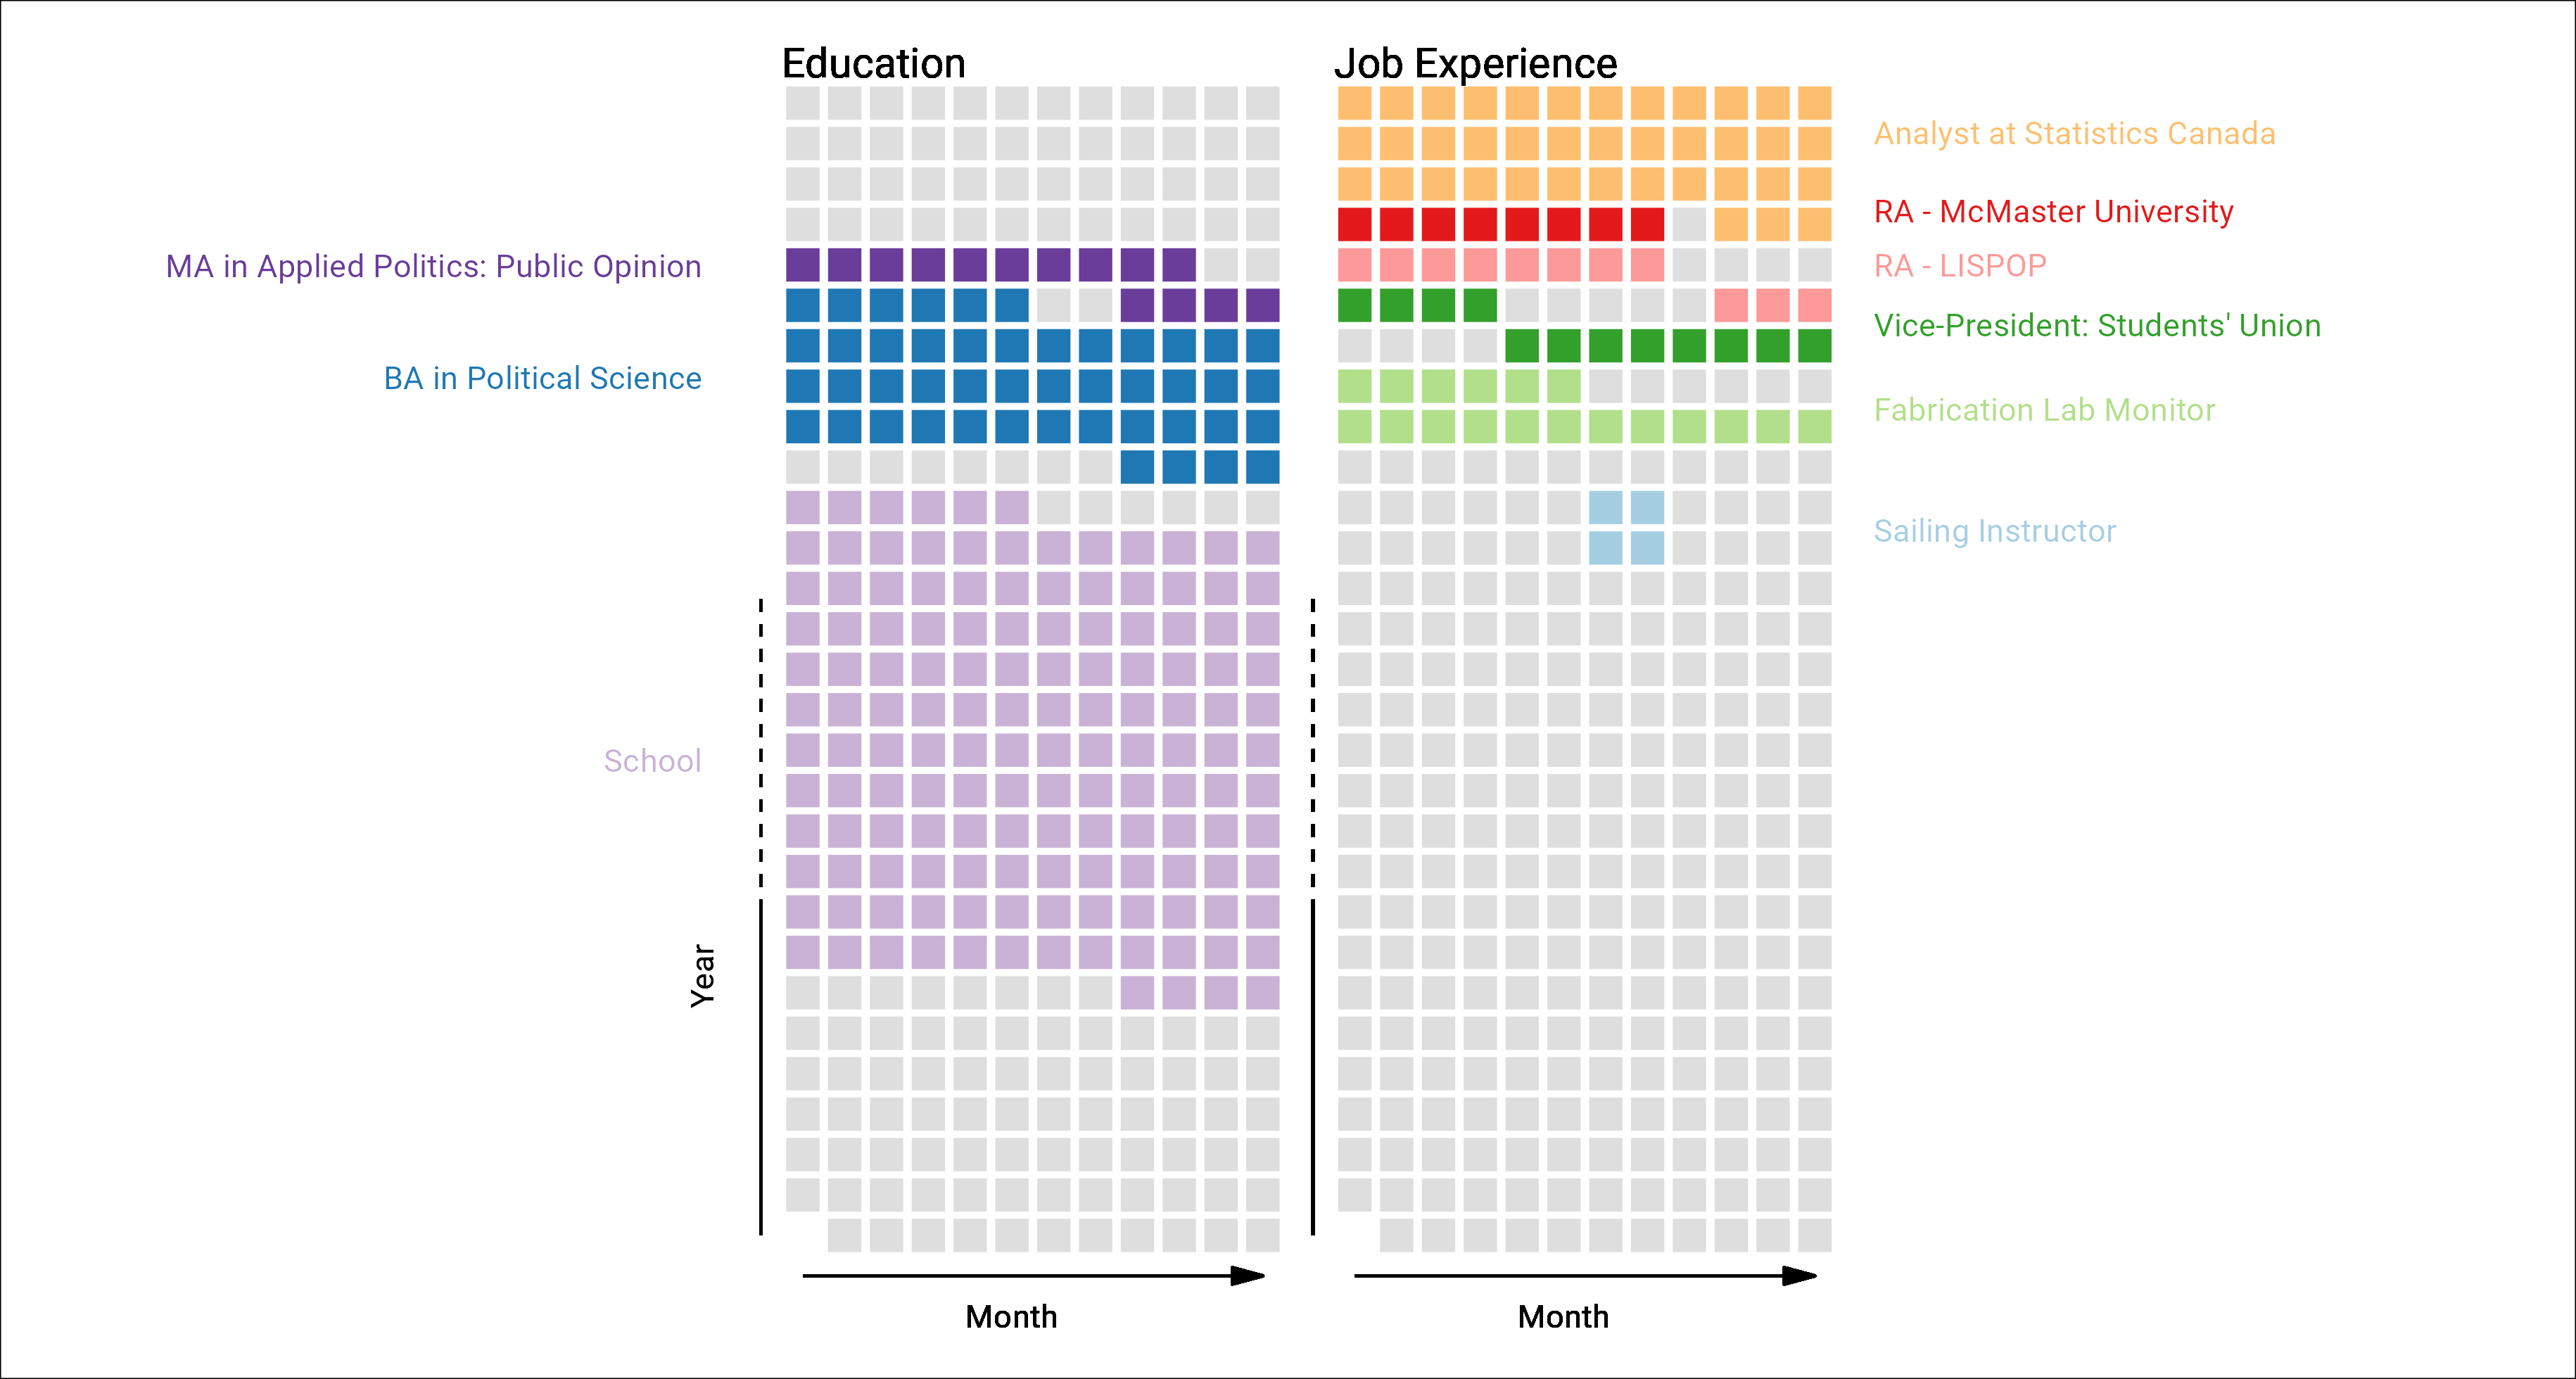 Education
Job Experience
Analyst at Statistics Canada
RA - McMaster University
MA in Applied Politics: Public Opinion
RA - LISPOP
Vice-President: Students' Union
BA in Political Science
Fabrication Lab Monitor
Sailing Instructor
School
Year
Month
Month